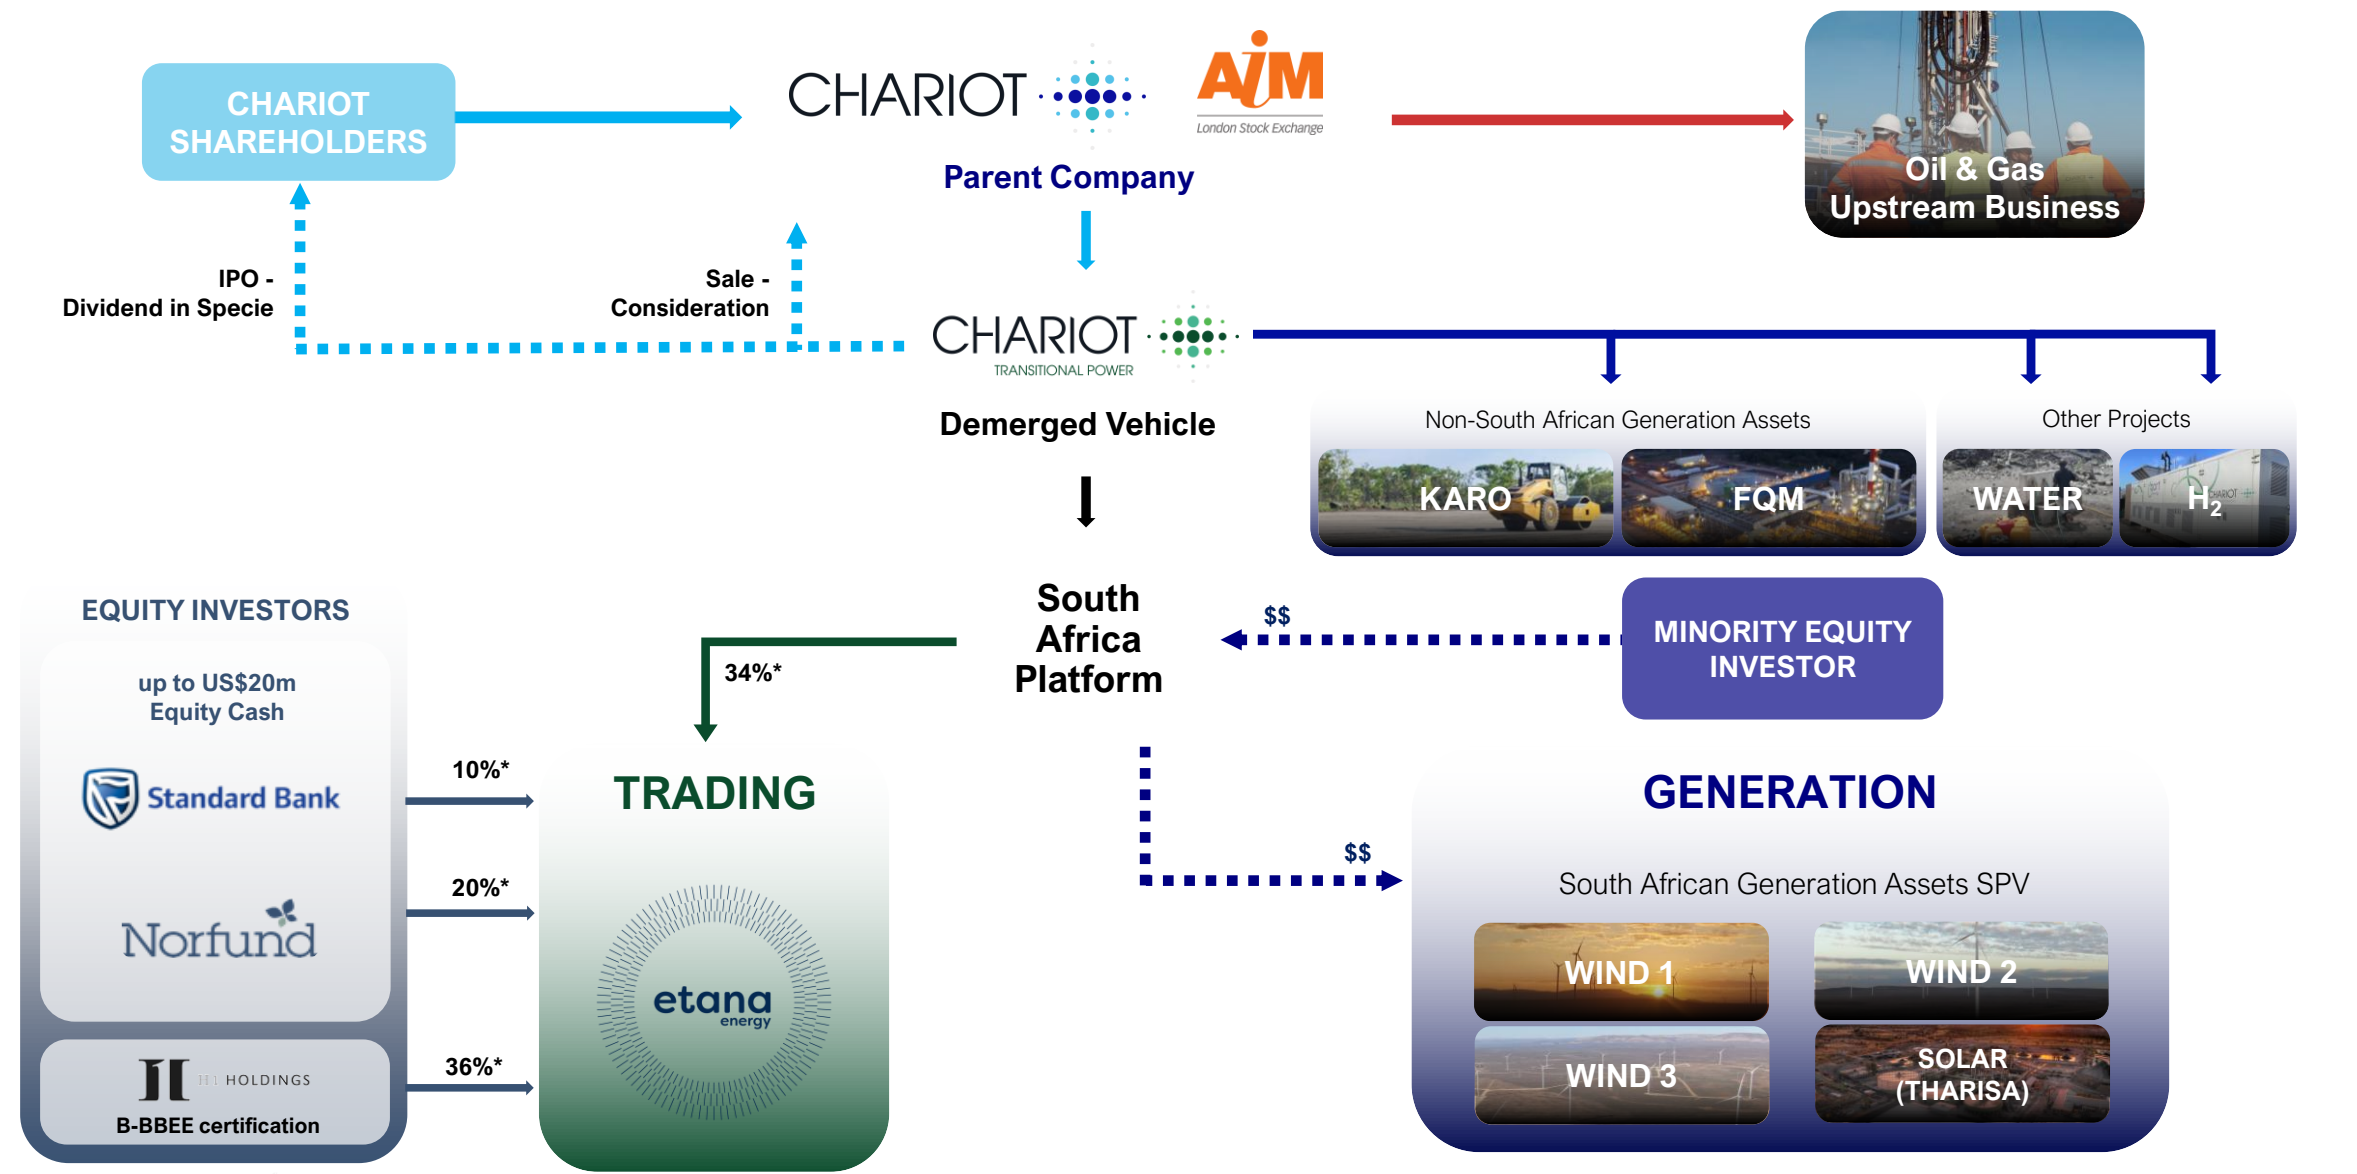 CHARIOT
SHAREHOLDERS
CHARIOT
AiM
London Stock Exchange
Parent Company
Oil & Gas
Upstream Business
IPO -
Dividend in Specie
Sale -
Consideration
CHARIOT
TRANSITIONAL POWER
Demerged Vehicle
Non-South African Generation Assets
KARO
FQM
Other Projects
WATER
H₂
CHARIOT
South
Africa
Platform
$$
MINORITY EQUITY
INVESTOR
EQUITY INVESTORS
up to US$20m
Equity Cash
Standard Bank
Norfund
H1 HOLDINGS
B-BBEE certification
10%*
20%*
36%*
34%*
TRADING
etana
energy
$$
GENERATION
South African Generation Assets SPV
WIND 1
WIND 2
WIND 3
SOLAR
(THARISA)